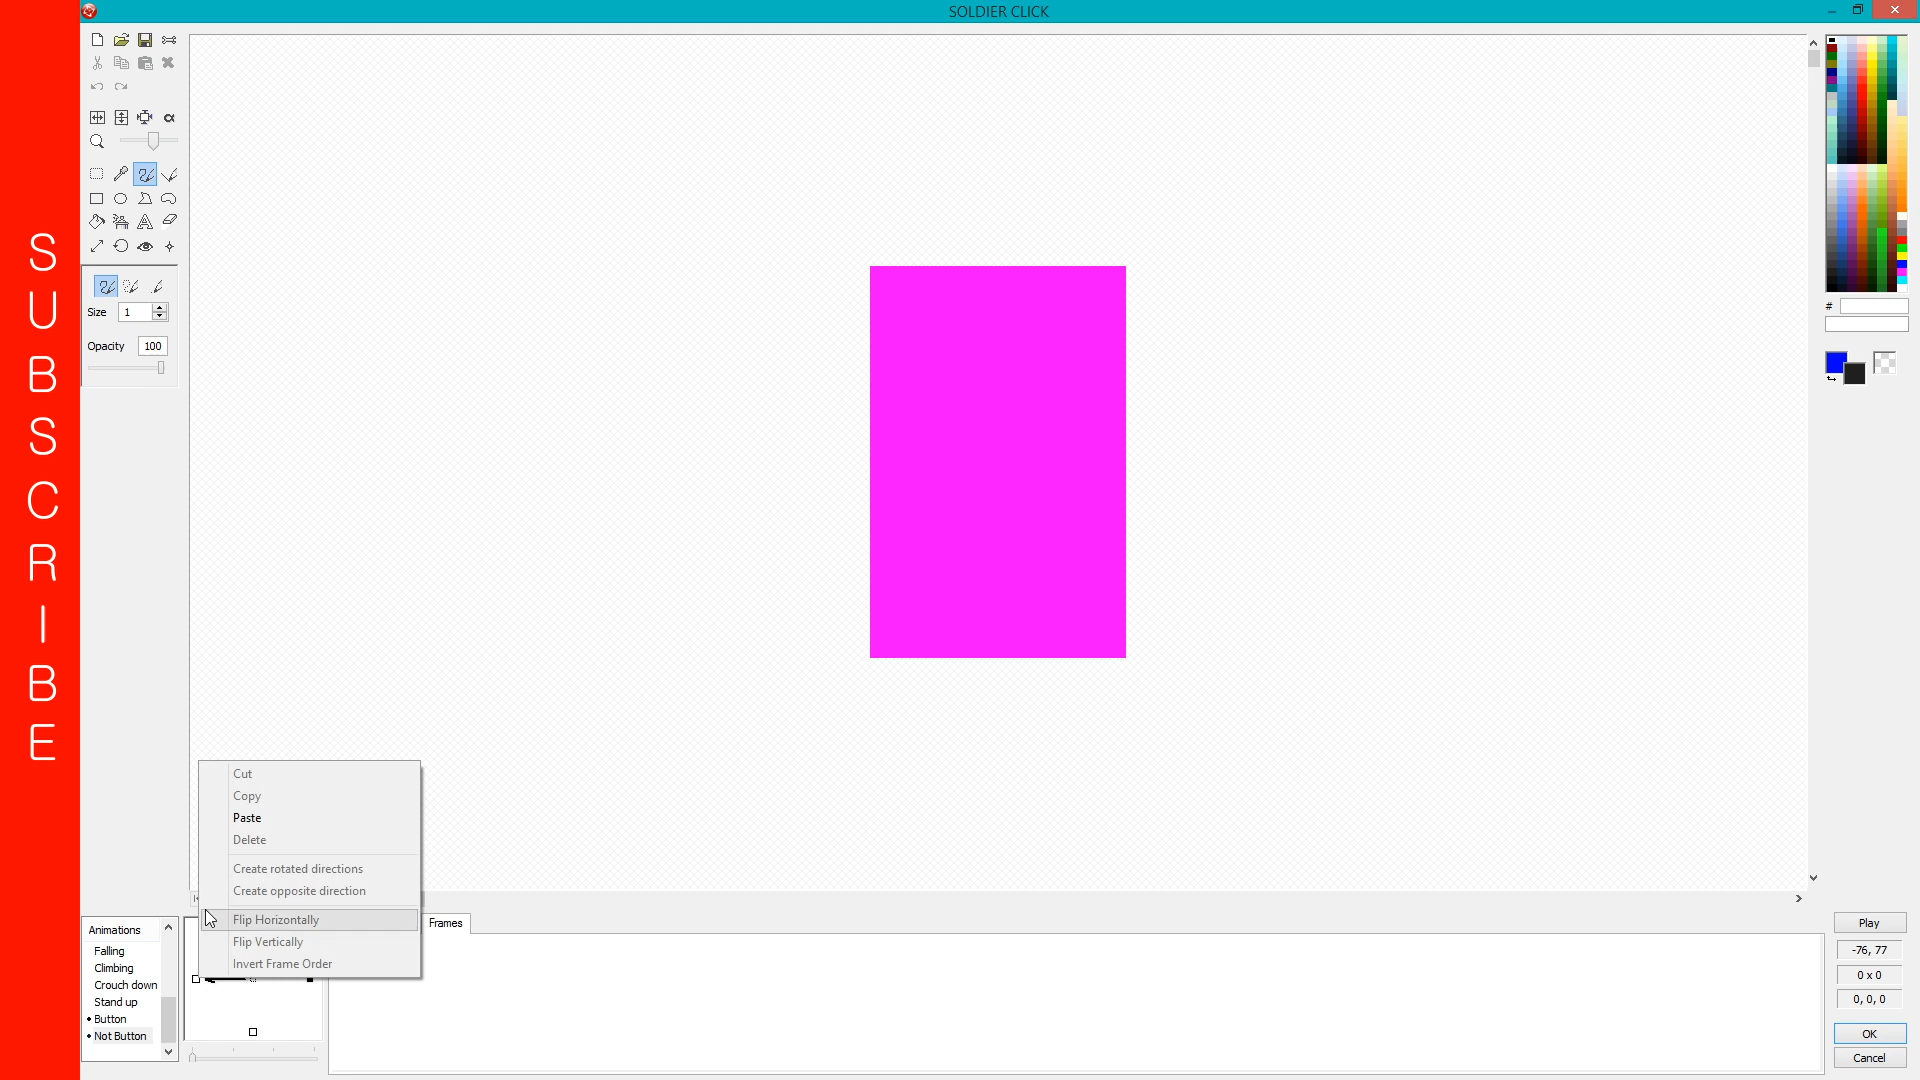 SOLDIER CLICK
SUBSCRIBE
Size 1
Opacity 100
#
Cut
Copy
Paste
Delete
Create rotated directions
Create opposite direction
Flip Horizontally
Flip Vertically
Invert Frame Order
Animations
Falling
Climbing
Crouch down
Stand up
Button
Not Button
Frames
Play
-76, 77
0 x 0
0, 0, 0
OK
Cancel